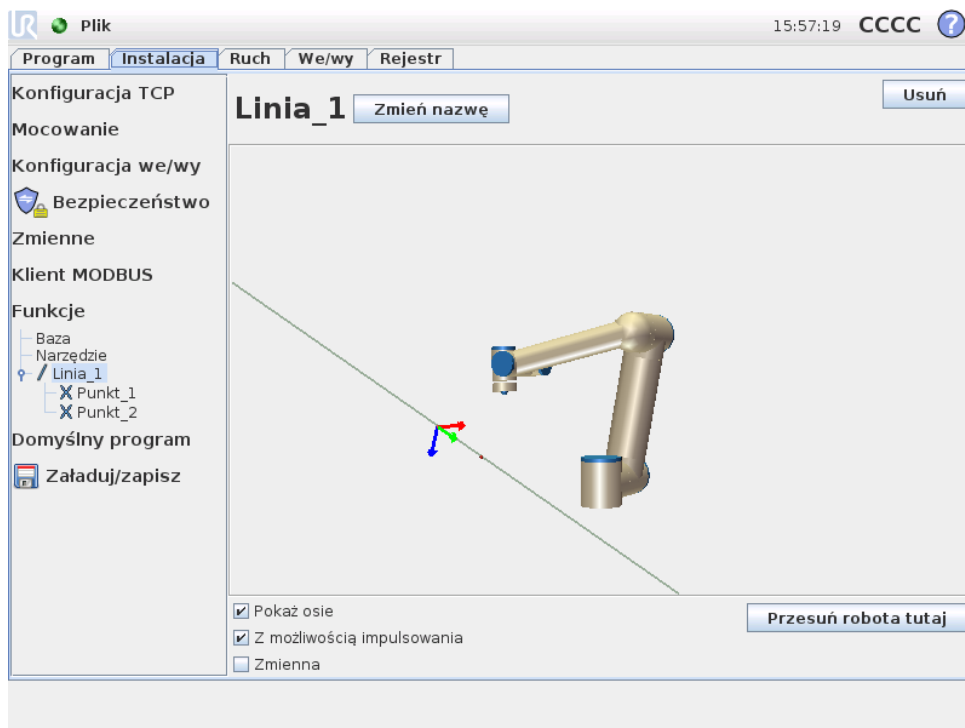 UR Plik 15:57:19 CCCC ?
Program Instalacja Ruch We/wy Rejestr
Konfiguracja TCP
Mocowanie
Konfiguracja we/wy
Bezpieczeństwo
Zmienne
Klient MODBUS
Funkcje
Baza
Narzędzie
Linia_1
Punkt_1
Punkt_2
Domyślny program
Załaduj/zapisz
Linia_1 Zmień nazwę Usuń
Pokaż osie
Z możliwością impulsowania
Zmienna
Przesuń robota tutaj